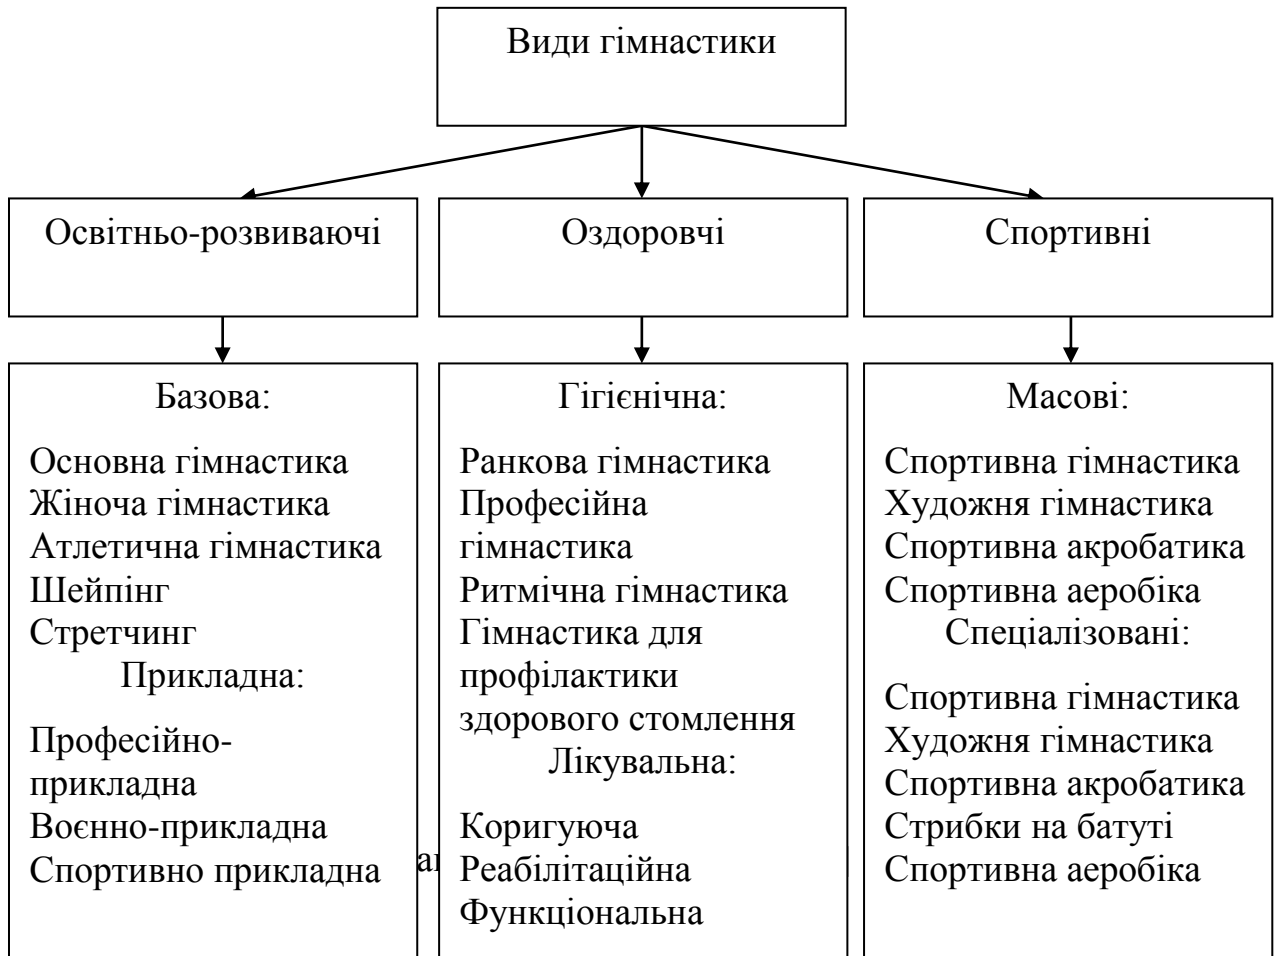 Види гімнастики
Освітньо-розвиваючі
Оздоровчі
Спортивні
Базова:
Основна гімнастика
Жіноча гімнастика
Атлетична гімнастика
Шейпінг
Стретчинг
Прикладна:
Професійно-
прикладна
Воєнно-прикладна
Спортивно прикладна
Гігієнічна:
Ранкова гімнастика
Професійна
гімнастика
Ритмічна гімнастика
Гімнастика для
профілактики
здорового стомлення
Лікувальна:
Коригуюча
Реабілітаційна
Функціональна
Масові:
Спортивна гімнастика
Художня гімнастика
Спортивна акробатика
Спортивна аеробіка
Спеціалізовані:
Спортивна гімнастика
Художня гімнастика
Спортивна акробатика
Стрибки на батуті
Спортивна аеробіка